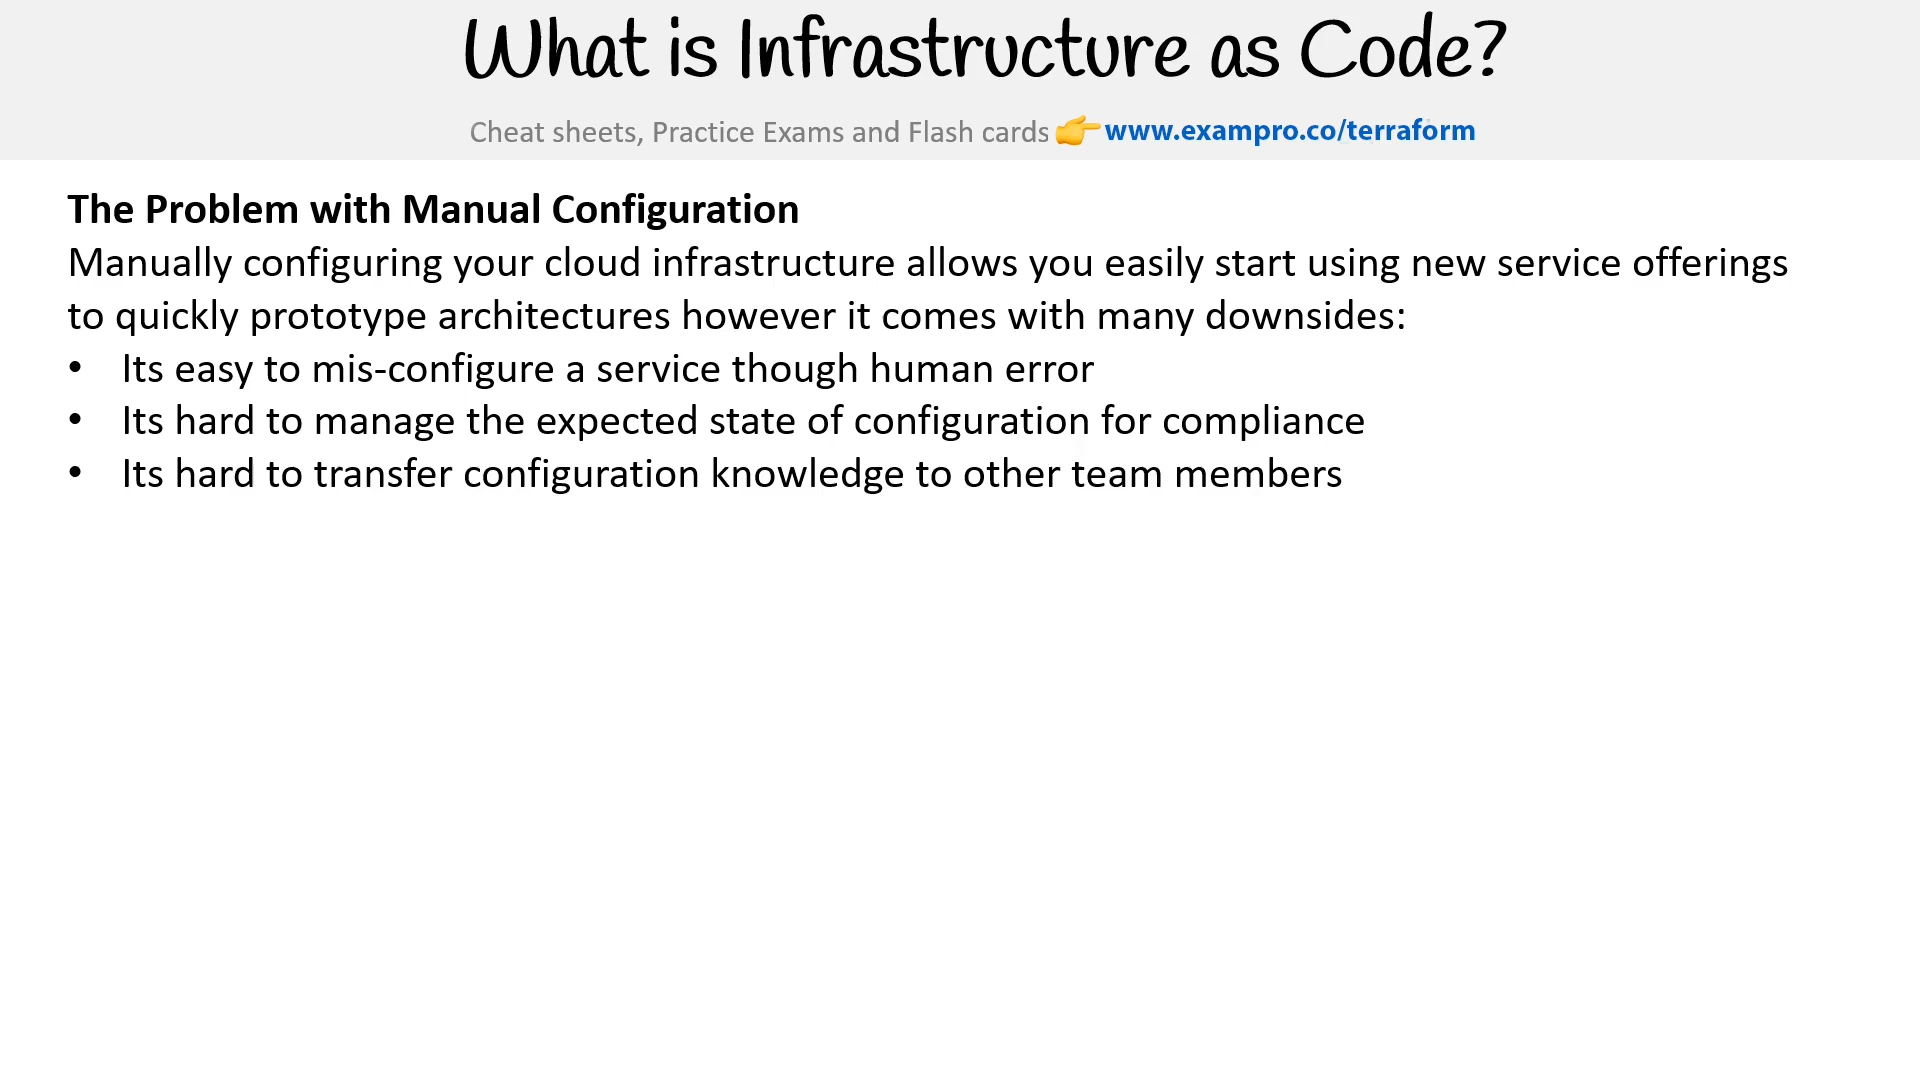 What is Infrastructure as Code?
Cheat sheets, Practice Exams and Flash cards 👉 www.exampro.co/terraform
The Problem with Manual Configuration
Manually configuring your cloud infrastructure allows you easily start using new service offerings
to quickly prototype architectures however it comes with many downsides:
• Its easy to mis-configure a service though human error
• Its hard to manage the expected state of configuration for compliance
• Its hard to transfer configuration knowledge to other team members